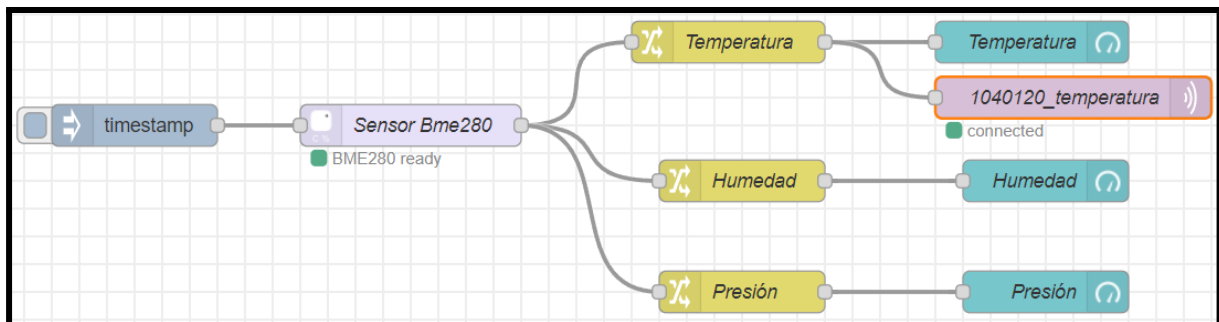 timestamp
Sensor Bme280
BME280 ready
Temperatura
Temperatura
1040120_temperatura
connected
Humedad
Humedad
Presión
Presión